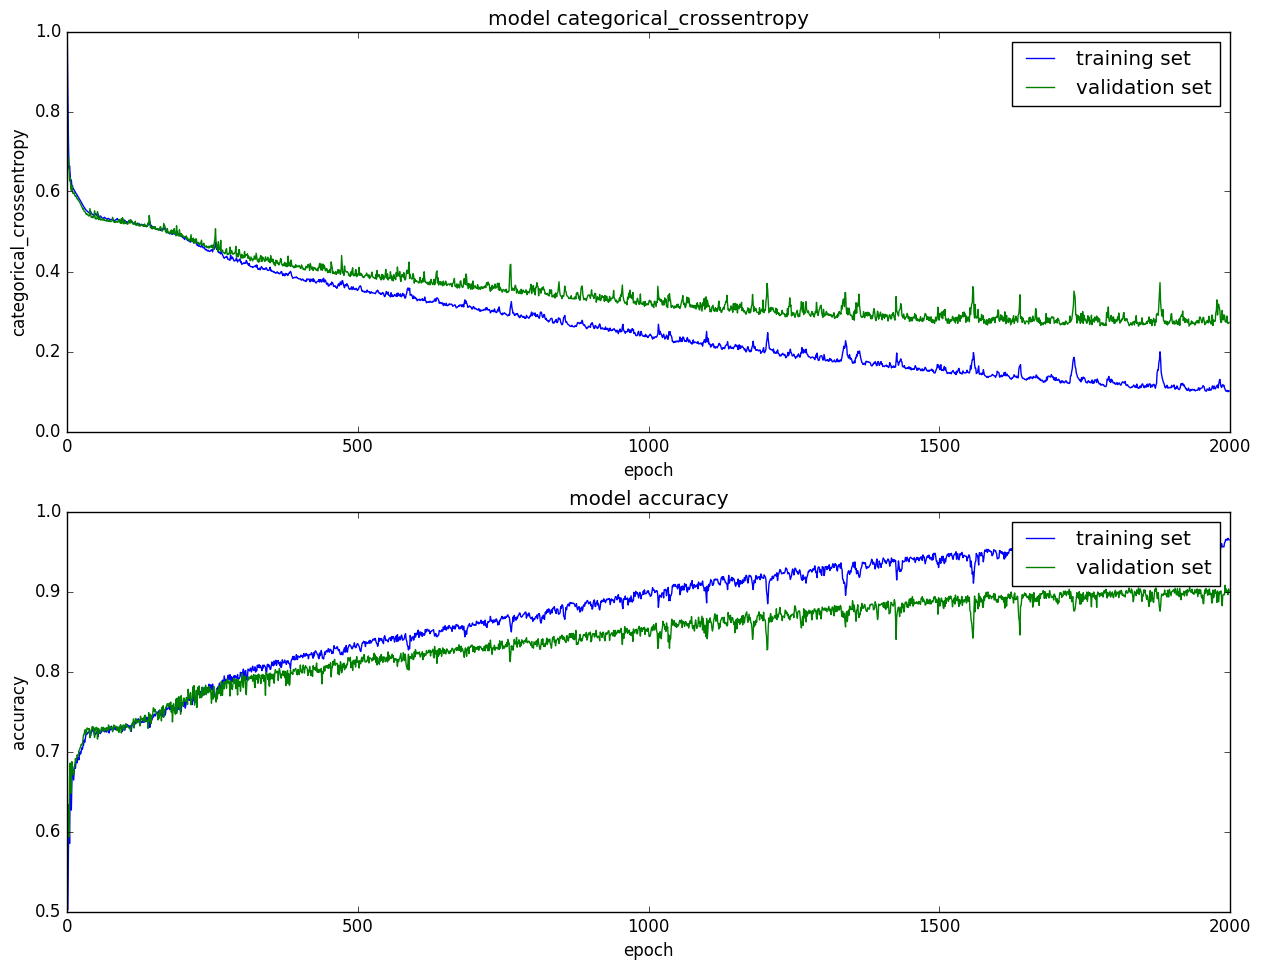 model categorical_crossentropy
1.0
0.8
0.6
0.4
0.2
0.0
categorical_crossentropy
training set
validation set
0 500 1000 1500 2000
epoch
model accuracy
1.0
0.9
0.8
0.7
0.6
0.5
accuracy
training set
validation set
0 500 1000 1500 2000
epoch